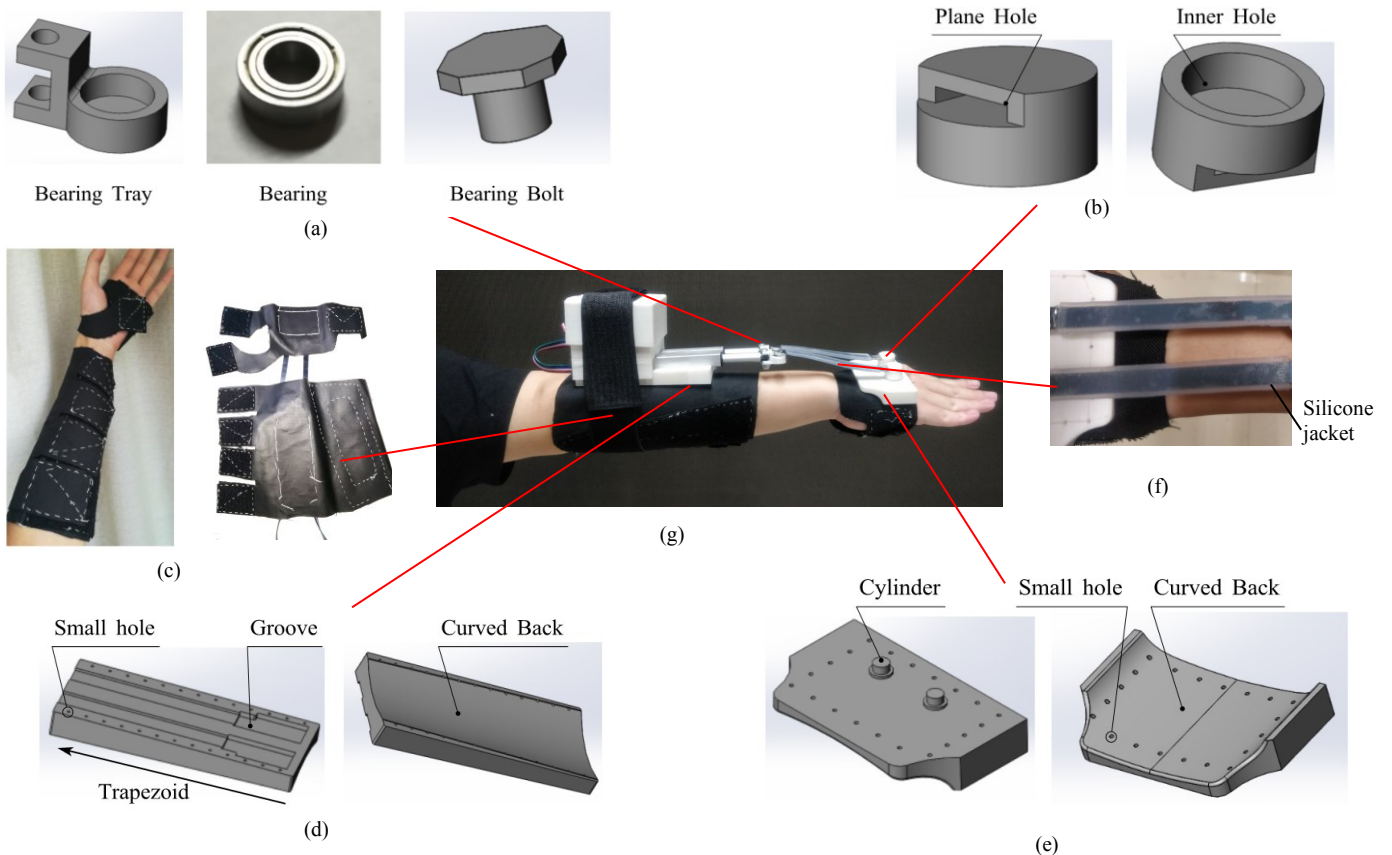 Plane Hole
Inner Hole
Bearing Tray
Bearing
Bearing Bolt
(a)
(b)
Silicone
jacket
(f)
(g)
(c)
Cylinder
Small hole
Curved Back
Small hole
Groove
Curved Back
Trapezoid
(d)
(e)